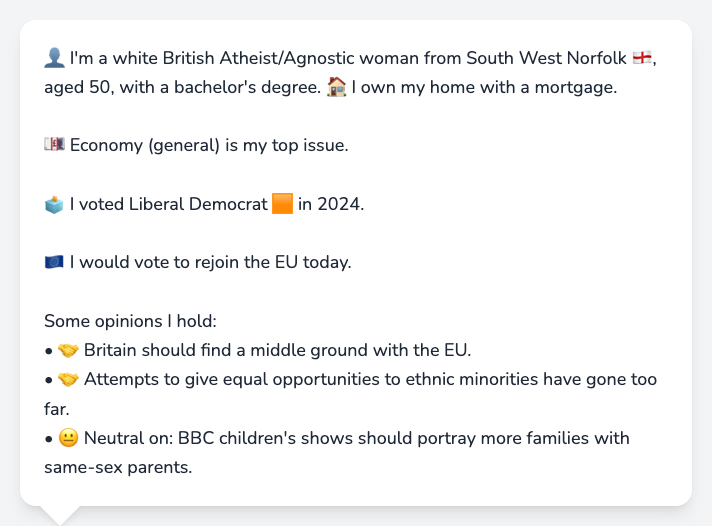 👤 I'm a white British Atheist/Agnostic woman from South West Norfolk 🏴󠁧󠁢󠁥󠁮󠁧󠁿,
aged 50, with a bachelor's degree. 🏠 I own my home with a mortgage.
💷 Economy (general) is my top issue.
🗳️ I voted Liberal Democrat 🟧 in 2024.
🇪🇺 I would vote to rejoin the EU today.
Some opinions I hold:
• 🤝 Britain should find a middle ground with the EU.
• 🤝 Attempts to give equal opportunities to ethnic minorities have gone too
far.
• 😐 Neutral on: BBC children's shows should portray more families with
same-sex parents.